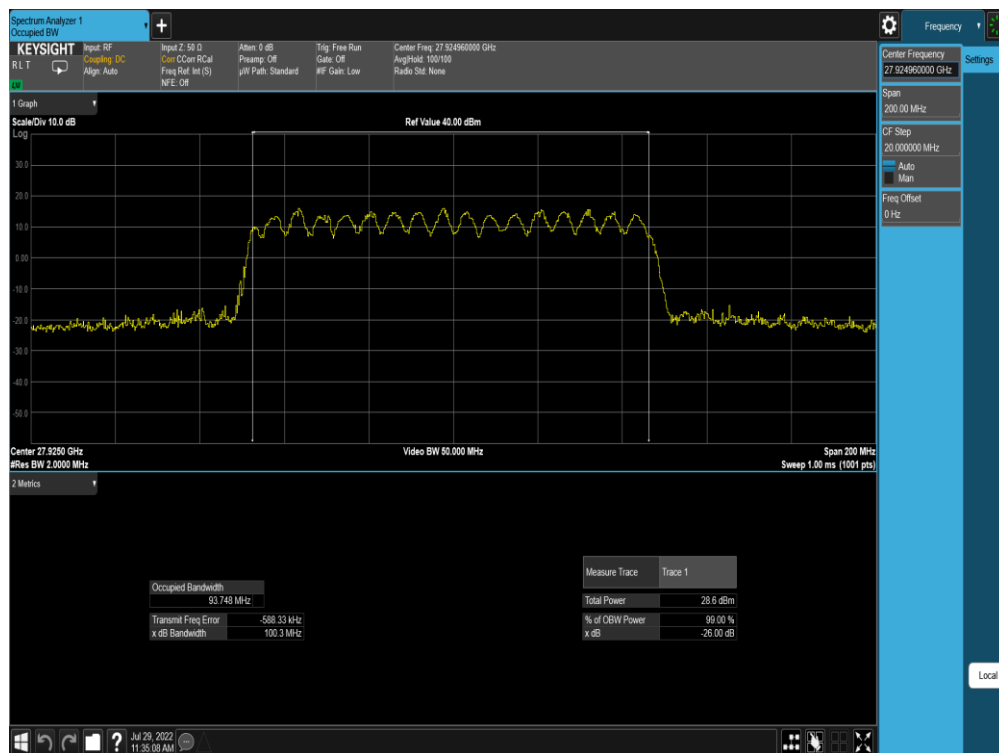 Spectrum Analyzer 1
Occupied BW
+
Frequency
KEYSIGHT
RLT
Input: RF
Coupling: DC
Align: Auto
Input Z: 50 Ω
Corr CCorr RCal
Freq Ref: Int (S)
NFE: Off
Atten: 0 dB
Preamp: Off
µW Path: Standard
Trig: Free Run
Gate: Off
#IF Gain: Low
Center Freq: 27.924960000 GHz
Avg|Hold: 100/100
Radio Std: None
Center Frequency
27.924960000 GHz
Settings
Span
200.00 MHz
CF Step
20.000000 MHz
Auto
Man
Freq Offset
0 Hz
Local
1 Graph
Scale/Div 10.0 dB
Ref Value 40.00 dBm
Log
30.0
20.0
10.0
0.00
-10.0
-20.0
-30.0
-40.0
-50.0
Center 27.9250 GHz
Video BW 50.000 MHz
Span 200 MHz
#Res BW 2.0000 MHz
Sweep 1.00 ms (1001 pts)
2 Metrics
Occupied Bandwidth
93.748 MHz
Transmit Freq Error -588.33 kHz
x dB Bandwidth 100.3 MHz
Measure Trace Trace 1
Total Power 28.6 dBm
% of OBW Power 99.00 %
x dB -26.00 dB
?
Jul 29, 2022
11:35:08 AM